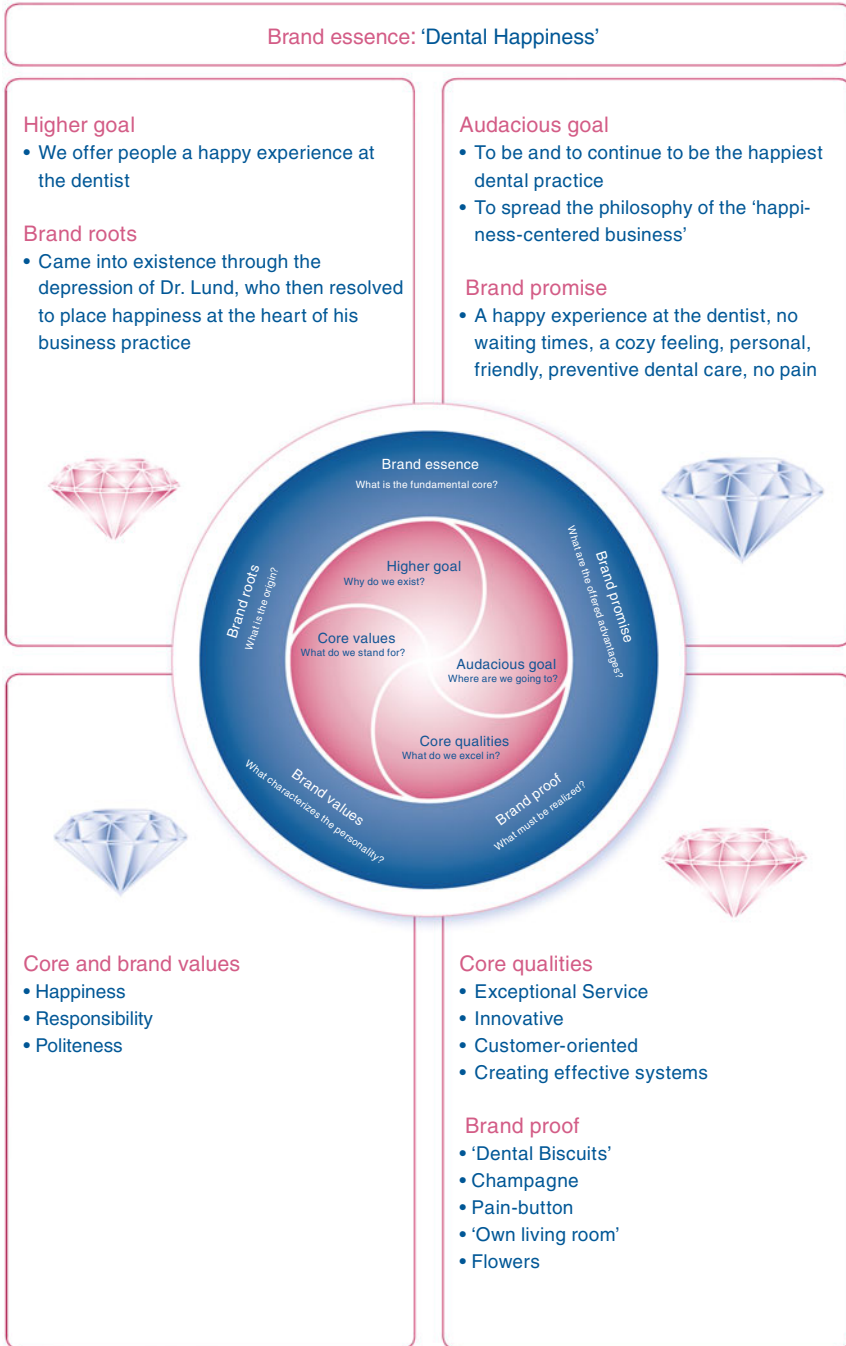 Brand essence: ‘Dental Happiness’
Higher goal
• We offer people a happy experience at
the dentist
Brand roots
• Came into existence through the
depression of Dr. Lund, who then resolved
to place happiness at the heart of his
business practice
Audacious goal
• To be and to continue to be the happiest
dental practice
• To spread the philosophy of the ‘happi-
ness-centered business’
Brand promise
• A happy experience at the dentist, no
waiting times, a cozy feeling, personal,
friendly, preventive dental care, no pain
Brand essence
What is the fundamental core?
Brand roots
What is the origin?
Brand promise
What are the offered advantages?
Higher goal
Why do we exist?
Core values
What do we stand for?
Audacious goal
Where are we going to?
Core qualities
What do we excel in?
Brand values
What characterizes the personality?
Brand proof
What must be realized?
Core and brand values
• Happiness
• Responsibility
• Politeness
Core qualities
• Exceptional Service
• Innovative
• Customer-oriented
• Creating effective systems
Brand proof
• ‘Dental Biscuits’
• Champagne
• Pain-button
• ‘Own living room’
• Flowers